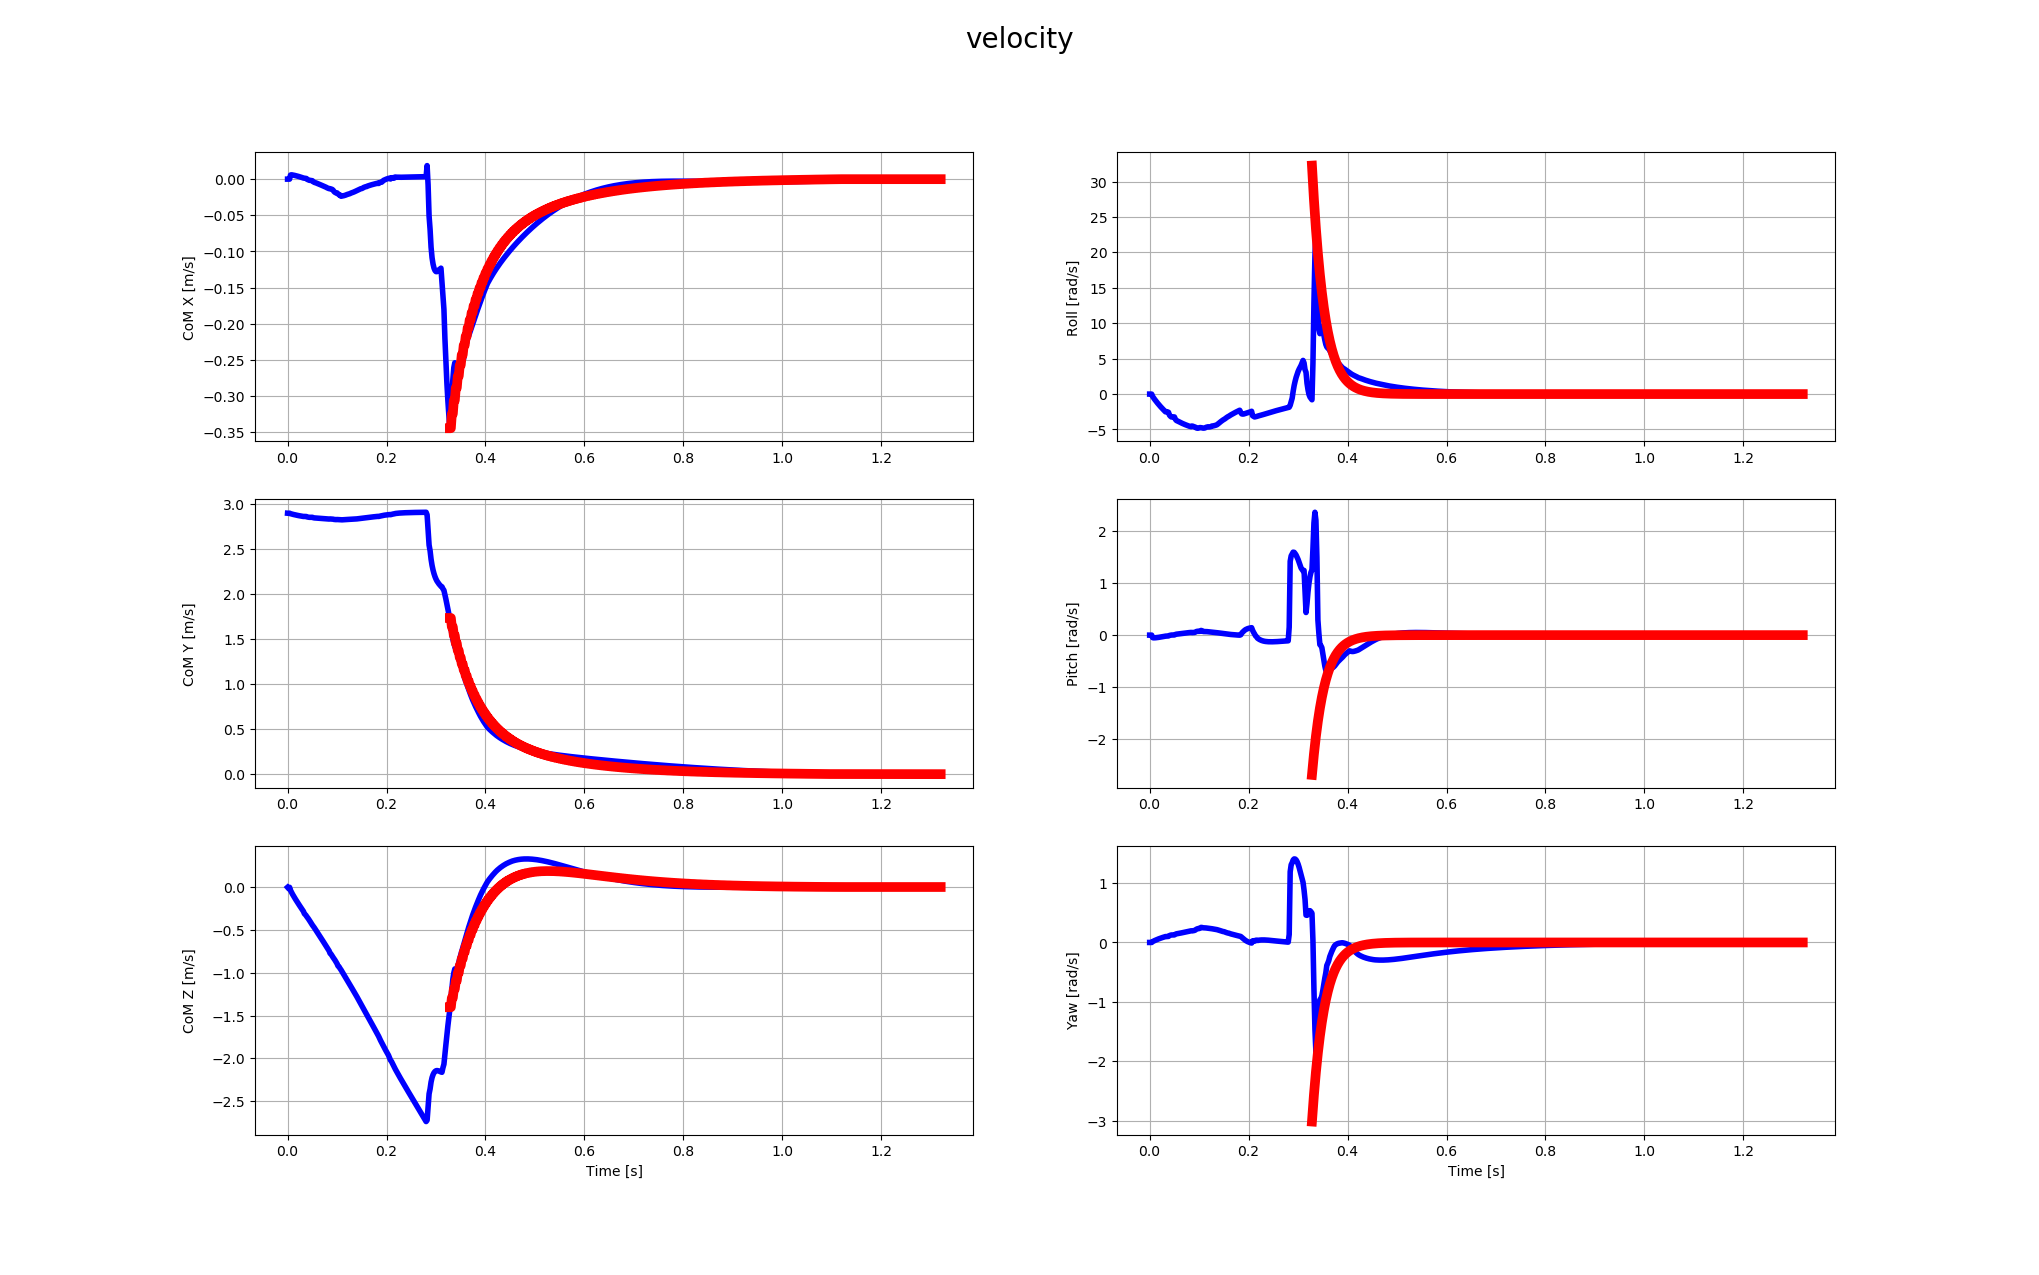 velocity
CoM X [m/s]
0.00
−0.05
−0.10
−0.15
−0.20
−0.25
−0.30
−0.35
0.0 0.2 0.4 0.6 0.8 1.0 1.2
Roll [rad/s]
30
25
20
15
10
5
0
−5
0.0 0.2 0.4 0.6 0.8 1.0 1.2
CoM Y [m/s]
3.0
2.5
2.0
1.5
1.0
0.5
0.0
0.0 0.2 0.4 0.6 0.8 1.0 1.2
Pitch [rad/s]
2
1
0
−1
−2
0.0 0.2 0.4 0.6 0.8 1.0 1.2
CoM Z [m/s]
0.0
−0.5
−1.0
−1.5
−2.0
−2.5
0.0 0.2 0.4 0.6 0.8 1.0 1.2
Time [s]
Yaw [rad/s]
1
0
−1
−2
−3
0.0 0.2 0.4 0.6 0.8 1.0 1.2
Time [s]